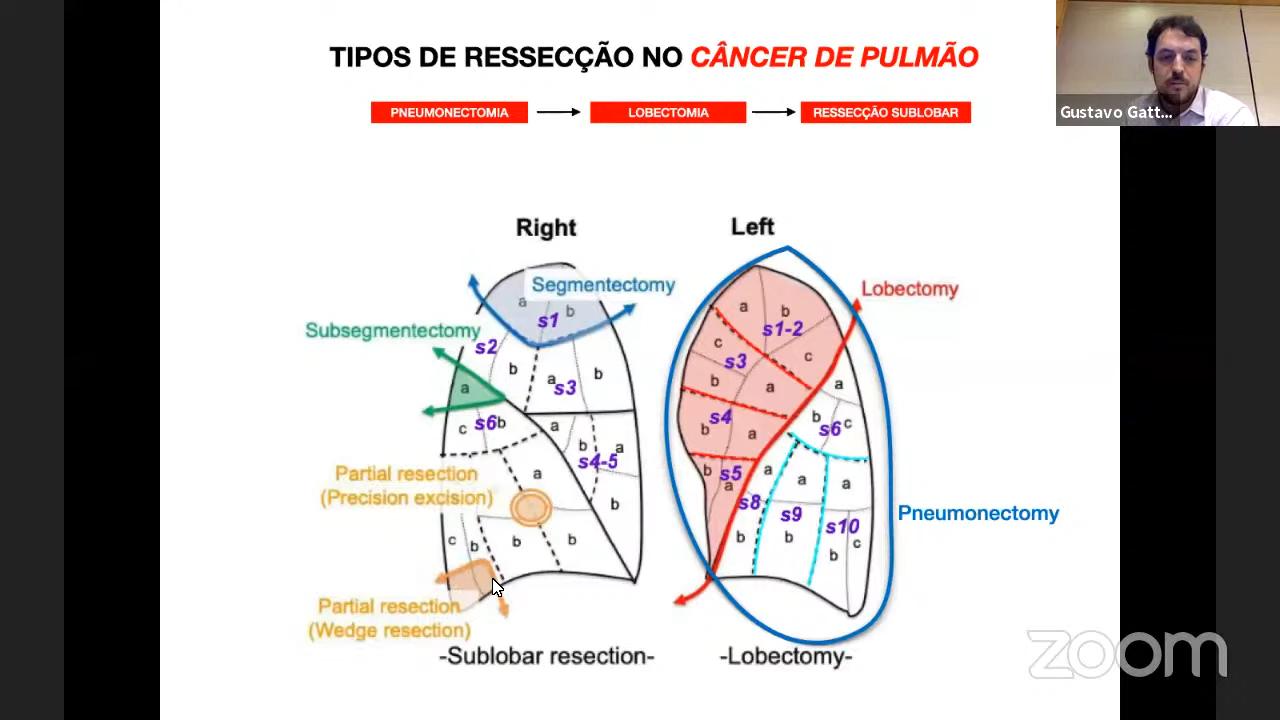 TIPOS DE RESSECÇÃO NO CÂNCER DE PULMÃO
PNEUMONECTOMIA
LOBECTOMIA
RESSECÇÃO SUBLOBAR
Gustavo Gatt...
Right
Left
Segmentectomy
Lobectomy
Subsegmentectomy
a
b
s1
s2
b
a
s3
b
a
c
s6
b
a
b
a
s4-5
b
Partial resection
(Precision excision)
a
c
b
b
b
Partial resection
(Wedge resection)
-Sublobar resection-
a
b
s1-2
c
s3
c
b
a
a
s4
b
c
s6
b
a
b
s5
a
a
a
a
s8
s9
s10
b
b
b
c
Pneumonectomy
-Lobectomy-
zoom